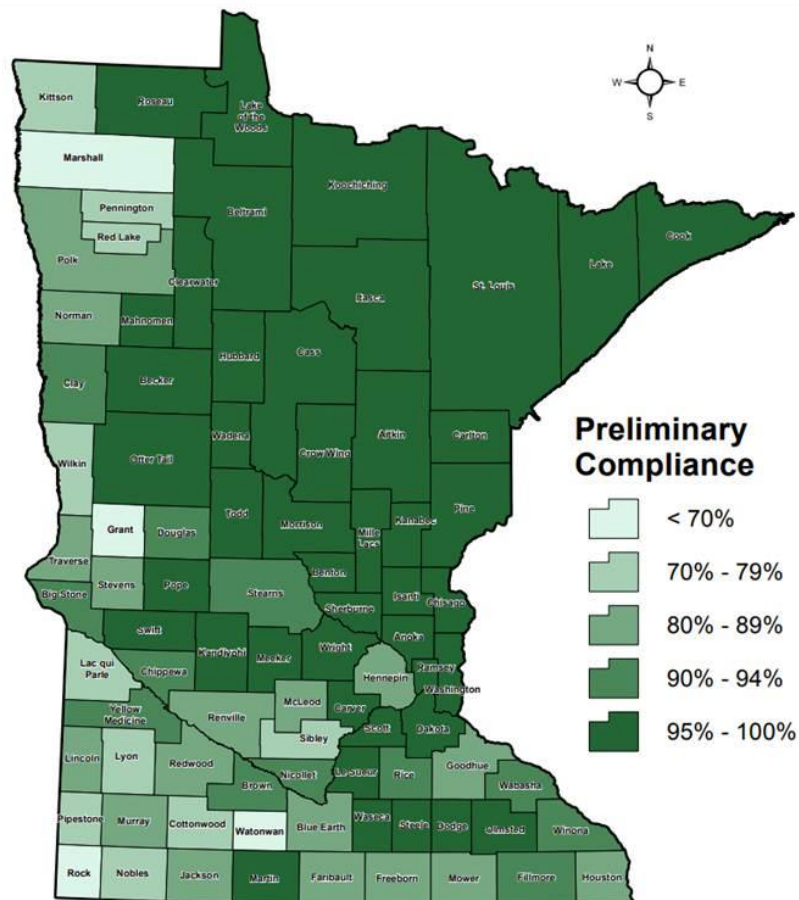 N
W
E
S
Kittson
Roseau
Lake
of the
Woods
Marshall
Koochiching
Pennington
Beltrami
Red Lake
Polk
Clearwater
Cook
Lake
St. Louis
Itasca
Norman
Mahnomen
Hubbard
Cass
Clay
Becker
Wadena
Crow Wing
Aitkin
Carlton
Otter Tail
Wilkin
Preliminary
Compliance
< 70%
70% - 79%
80% - 89%
90% - 94%
95% - 100%
Grant
Douglas
Todd
Morrison
Mille
Lacs
Kanabec
Pine
Traverse
Stevens
Pope
Stearns
Benton
Big Stone
Sherburne
Isanti
Chisago
Swift
Kandiyohi
Meeker
Wright
Anoka
Lac qui
Parle
Chippewa
Hennepin
Ramsey
Washington
Yellow
Medicine
Renville
McLeod
Carver
Scott
Dakota
Sibley
Lincoln
Lyon
Redwood
Nicollet
Le Sueur
Rice
Goodhue
Wabasha
Brown
Pipestone
Murray
Cottonwood
Watonwan
Blue Earth
Waseca
Steele
Dodge
Olmsted
Winona
Rock
Nobles
Jackson
Martin
Faribault
Freeborn
Mower
Fillmore
Houston